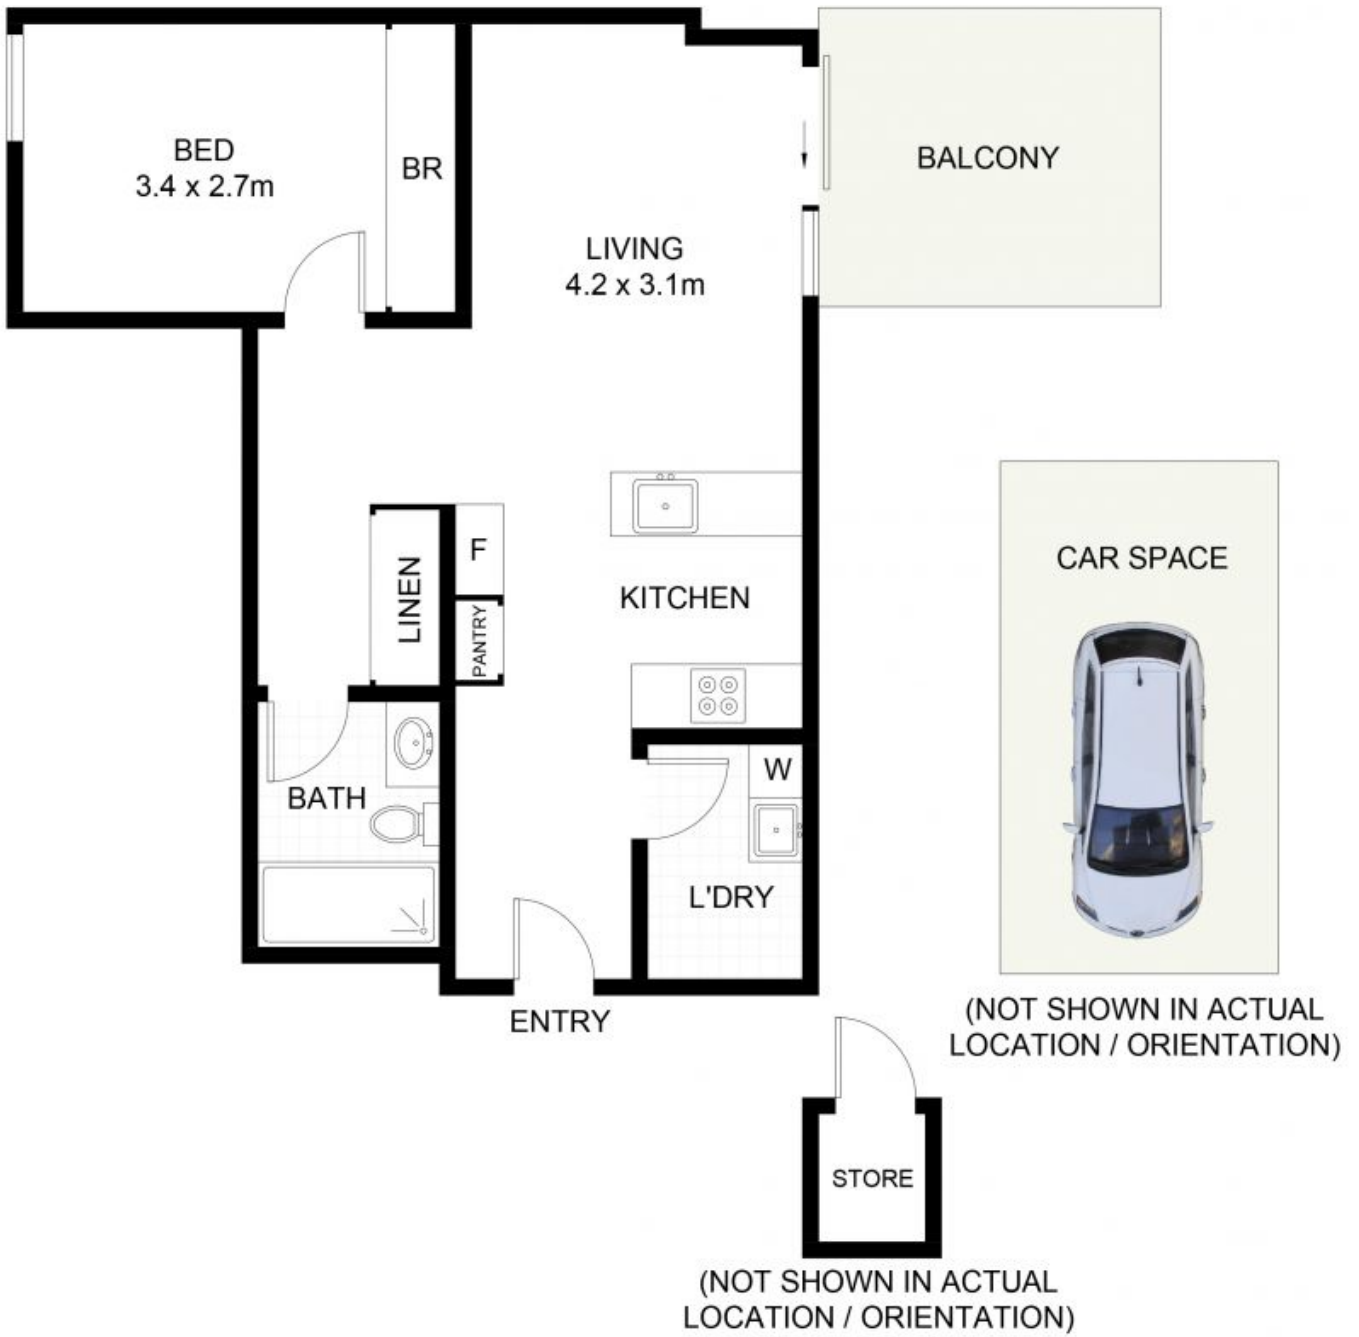 BED
3.4 x 2.7m
BR
LIVING
4.2 x 3.1m
BALCONY
CAR SPACE
F
LINEN
PANTRY
KITCHEN
W
BATH
L'DRY
ENTRY
(NOT SHOWN IN ACTUAL
LOCATION / ORIENTATION)
STORE
(NOT SHOWN IN ACTUAL
LOCATION / ORIENTATION)